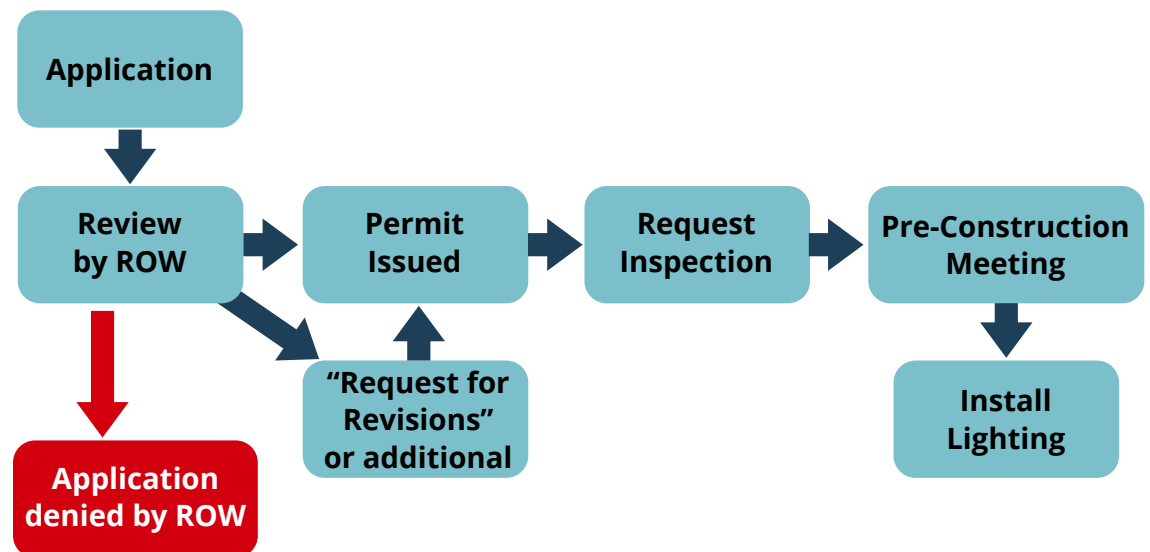 Application
Review
by ROW
Permit
Issued
Request
Inspection
Pre-Construction
Meeting
“Request for
Revisions”
or additional
Install
Lighting
Application
denied by ROW